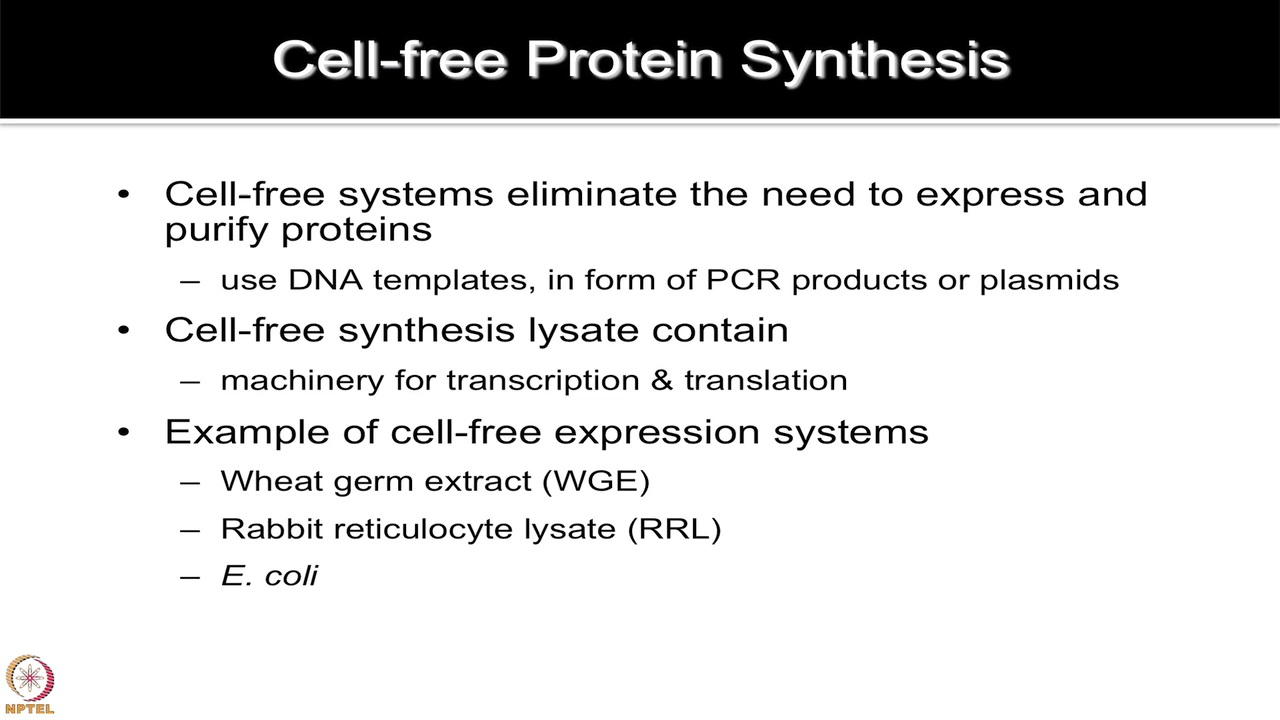 Cell-free Protein Synthesis
• Cell-free systems eliminate the need to express and
purify proteins
– use DNA templates, in form of PCR products or plasmids
• Cell-free synthesis lysate contain
– machinery for transcription & translation
• Example of cell-free expression systems
– Wheat germ extract (WGE)
– Rabbit reticulocyte lysate (RRL)
– E. coli
NPTEL